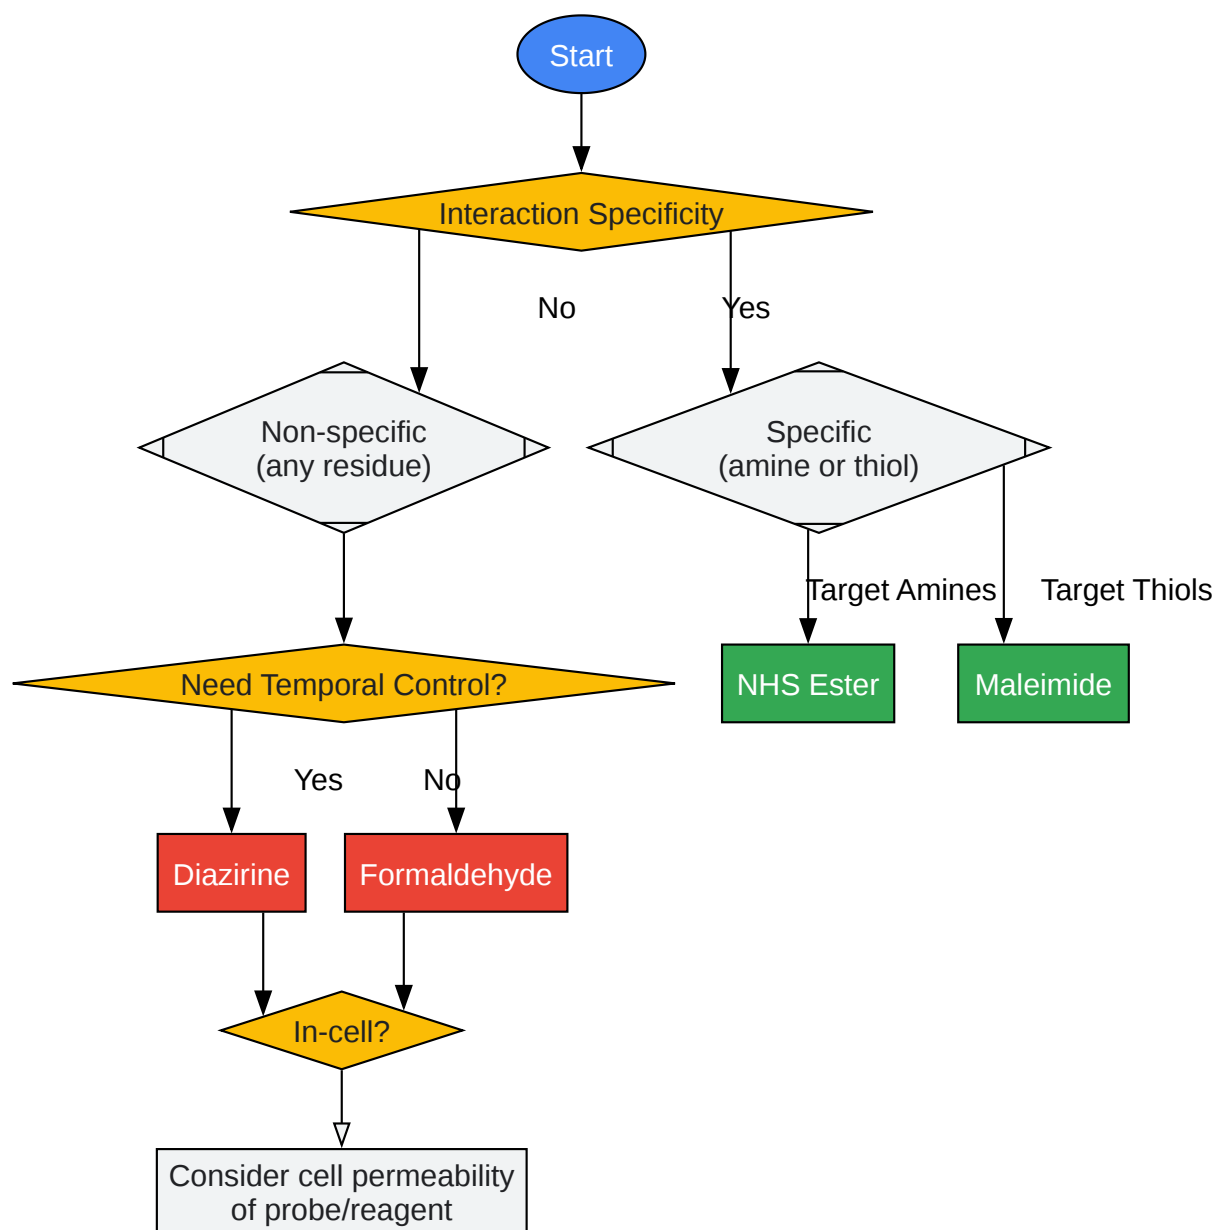 Start
Interaction Specificity
No
Yes
Non-specific
(any residue)
Specific
(amine or thiol)
Target Amines
Target Thiols
Need Temporal Control?
NHS Ester
Maleimide
Yes
No
Diazirine
Formaldehyde
In-cell?
Consider cell permeability
of probe/reagent